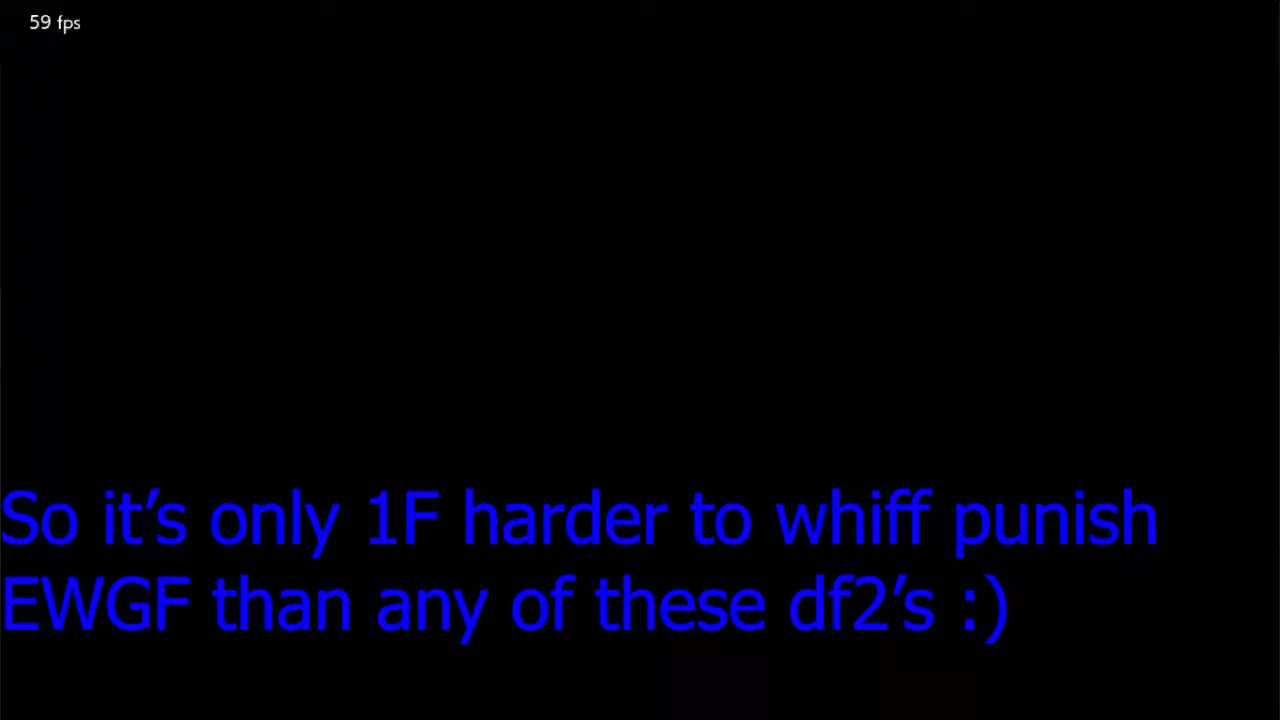 59 fps
So it’s only 1F harder to whiff punish
EWGF than any of these df2’s :)